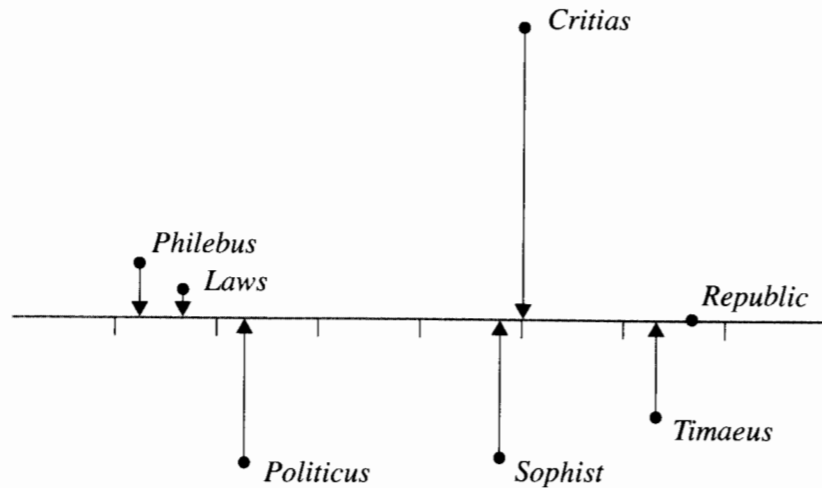 Critias
Philebus
Laws
Republic
Timaeus
Politicus
Sophist